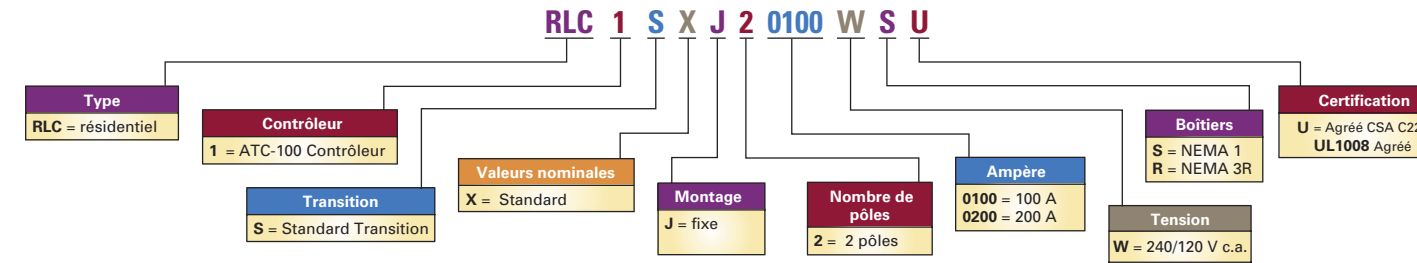 RLC 1 S X J 2 0100 W S U
Type
RLC = résidentiel
Contrôleur
1 = ATC-100 Contrôleur
Transition
S = Standard Transition
Valeurs nominales
X = Standard
Montage
J = fixe
Nombre de
pôles
2 = 2 pôles
Ampère
0100 = 100 A
0200 = 200 A
Tension
W = 240/120 V c.a.
Boîtiers
S = NEMA 1
R = NEMA 3R
Certification
U = Agréé CSA C22
UL1008 Agréé